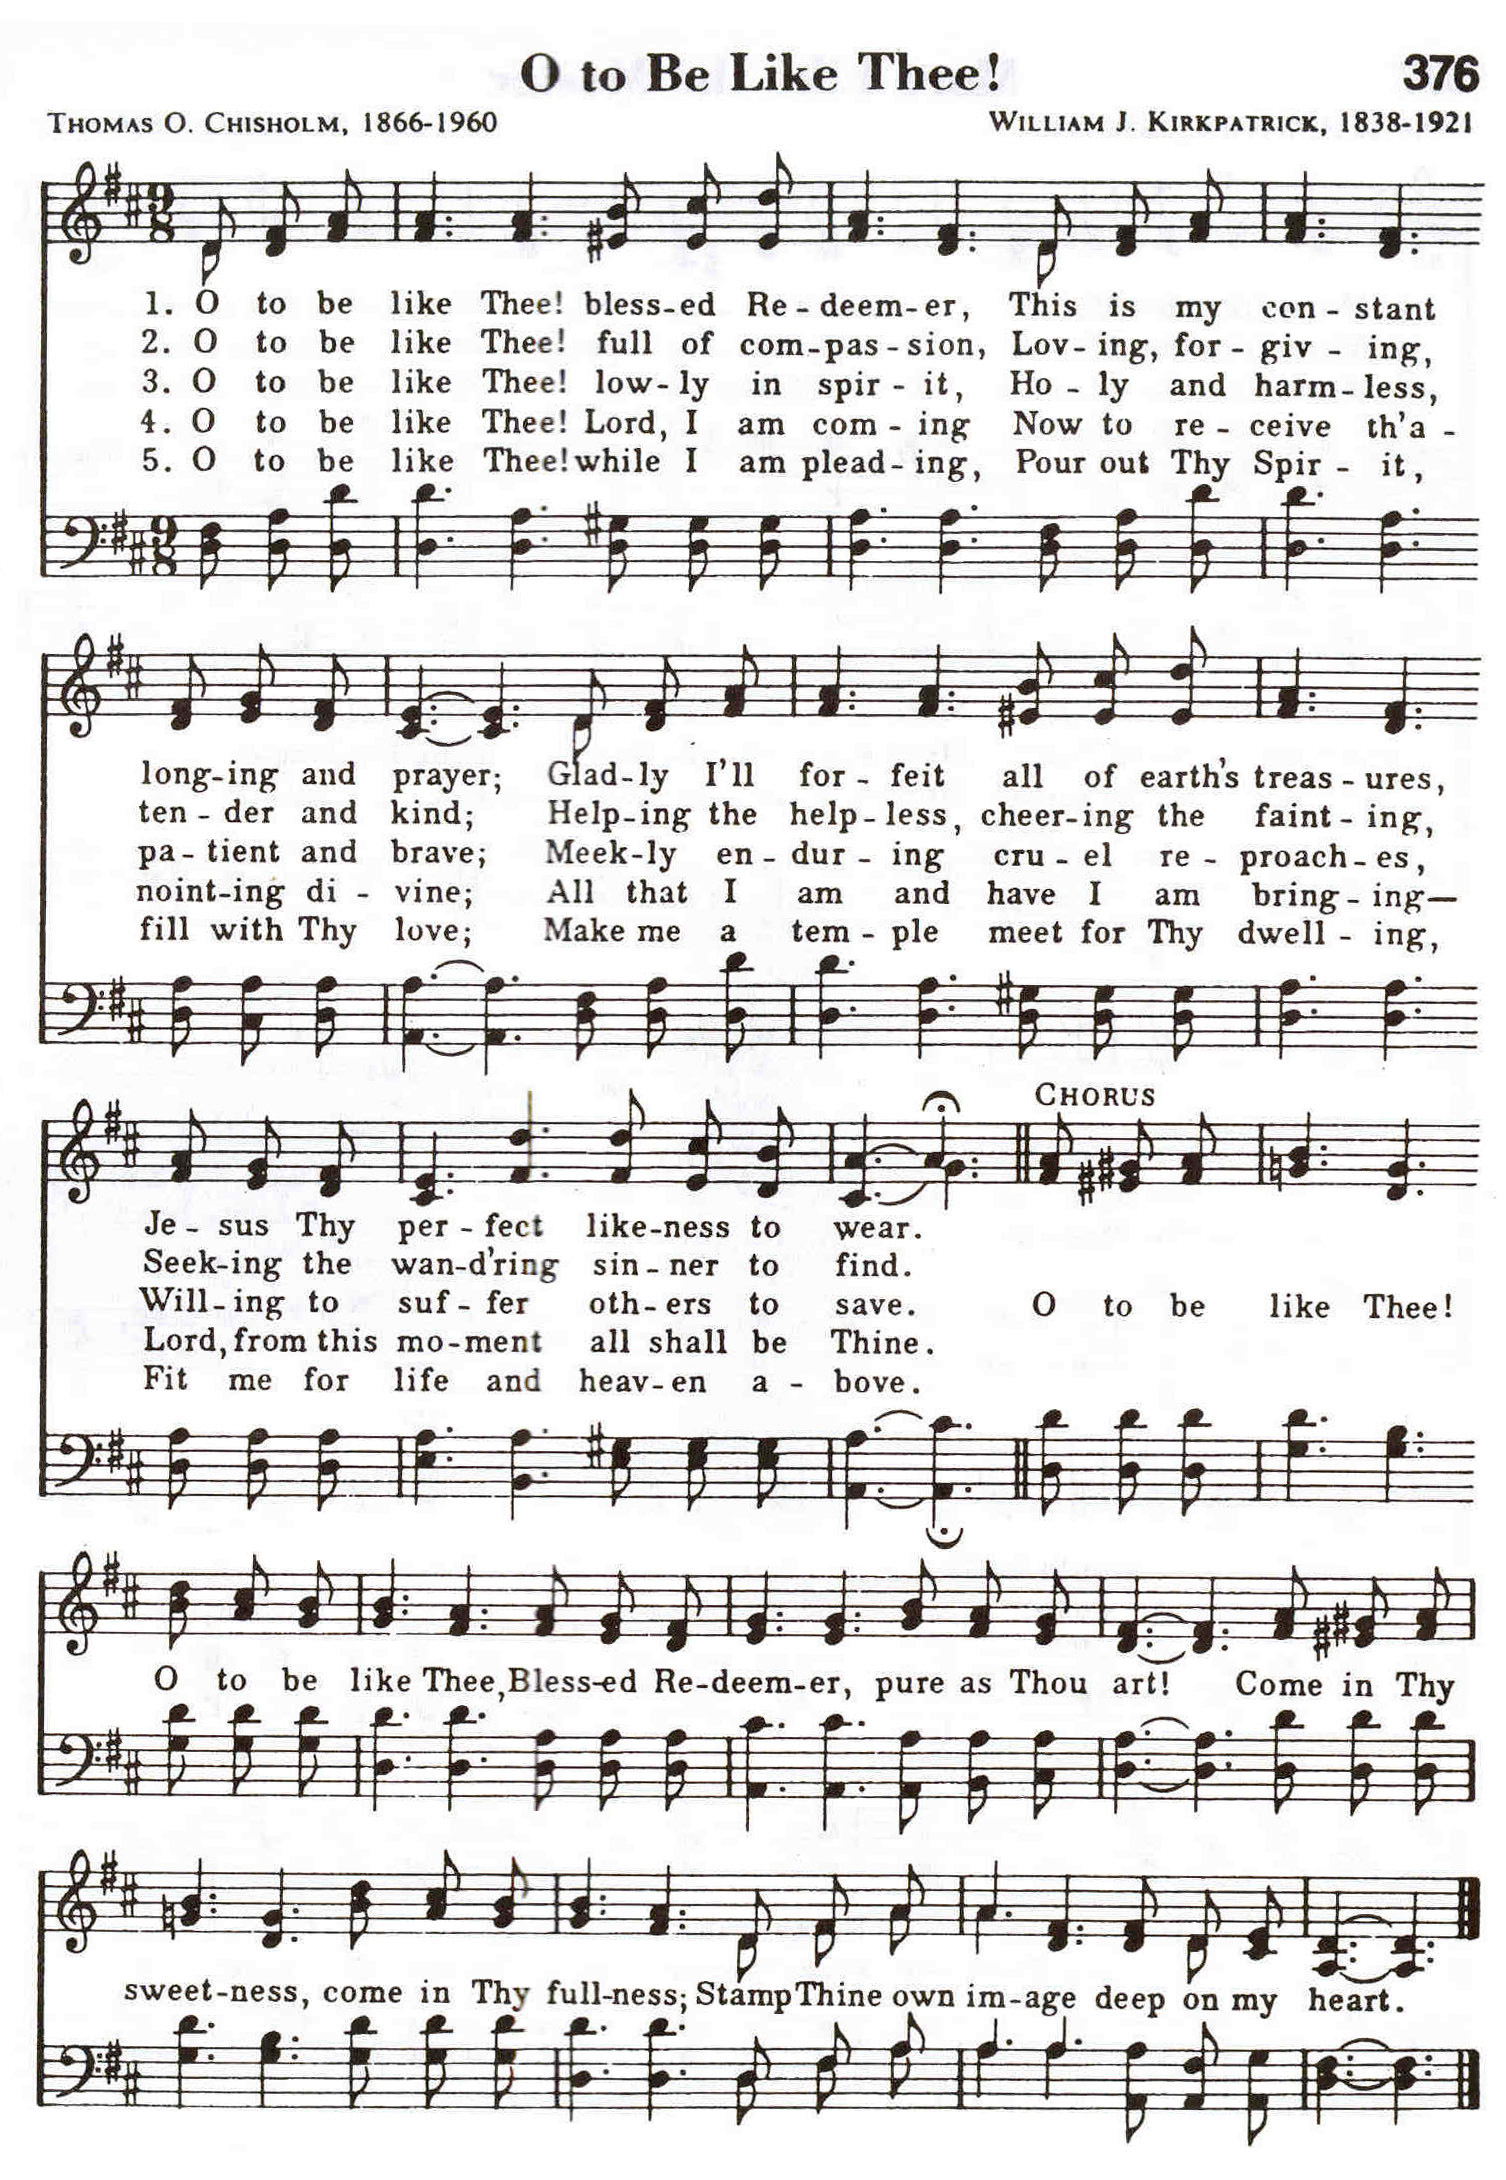 O to Be Like Thee! 376
THOMAS O. CHISHOLM, 1866-1960 WILLIAM J. KIRKPATRICK, 1838-1921
9
8
1. O to be like Thee! bless-ed Re-deem-er, This is my con-stant
2. O to be like Thee! full of com-pas-sion, Lov-ing, for-giv-ing,
3. O to be like Thee! low-ly in spir-it, Ho-ly and harm-less,
4. O to be like Thee! Lord, I am com-ing Now to re-ceive th'a-
5. O to be like Thee! while I am plead-ing, Pour out Thy Spir-it,
9
8
long-ing and prayer; Glad-ly I'll for-feit all of earth's treas-ures,
ten-der and kind; Help-ing the help-less, cheer-ing the faint-ing,
pa-tient and brave; Meek-ly en-dur-ing cru-el re-proach-es,
noint-ing di-vine; All that I am and have I am bring-ing—
fill with Thy love; Make me a tem-ple meet for Thy dwell-ing,
CHORUS
Je-sus Thy per-fect like-ness to wear.
Seek-ing the wan-d'ring sin-ner to find.
Will-ing to suf-fer oth-ers to save. O to be like Thee!
Lord, from this mo-ment all shall be Thine.
Fit me for life and heav-en a-bove.
O to be like Thee, Bless-ed Re-deem-er, pure as Thou art! Come in Thy
sweet-ness, come in Thy full-ness; Stamp Thine own im-age deep on my heart.